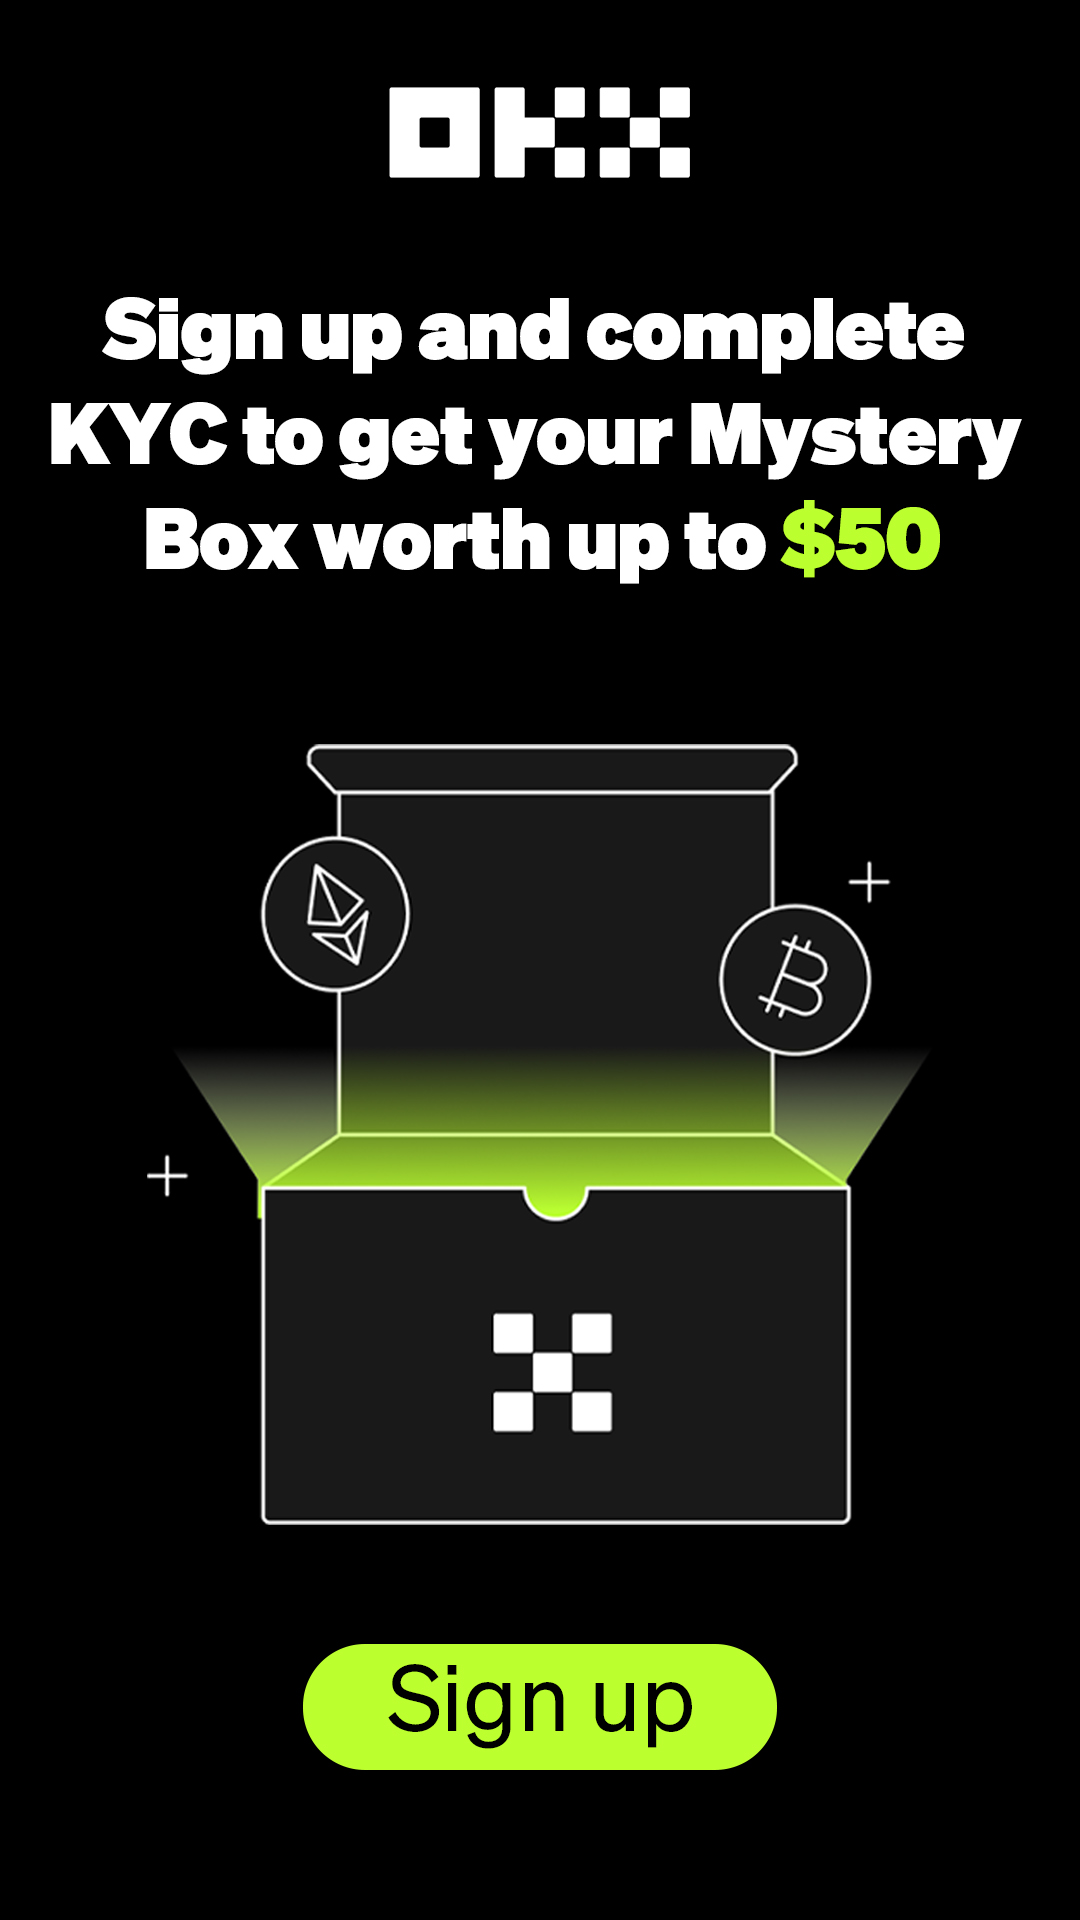 OKX
Sign up and complete
KYC to get your Mystery
Box worth up to $50
Sign up